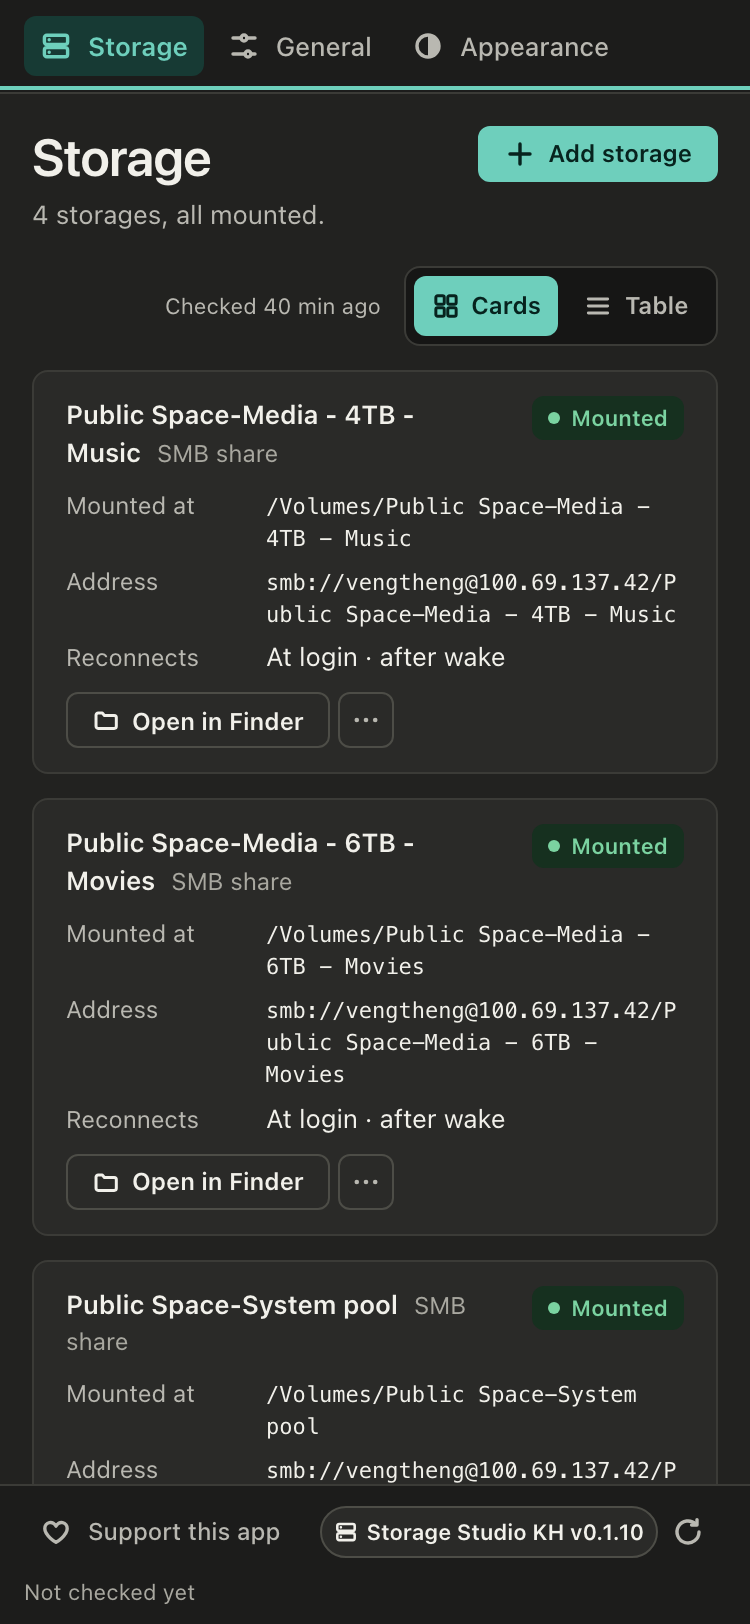 Storage
General
Appearance
Storage
Add storage
4 storages, all mounted.
Checked 40 min ago
Cards
Table
Public Space-Media - 4TB -
Music SMB share
Mounted
Mounted at
/Volumes/Public Space-Media -
4TB - Music
Address
smb://vengtheng@100.69.137.42/P
ublic Space-Media - 4TB - Music
Reconnects
At login · after wake
Open in Finder
Public Space-Media - 6TB -
Movies SMB share
Mounted
Mounted at
/Volumes/Public Space-Media -
6TB - Movies
Address
smb://vengtheng@100.69.137.42/P
ublic Space-Media - 6TB -
Movies
Reconnects
At login · after wake
Open in Finder
Public Space-System pool SMB
share
Mounted
Mounted at
/Volumes/Public Space-System
pool
Address
smb://vengtheng@100.69.137.42/P
Support this app
Storage Studio KH v0.1.10
Not checked yet